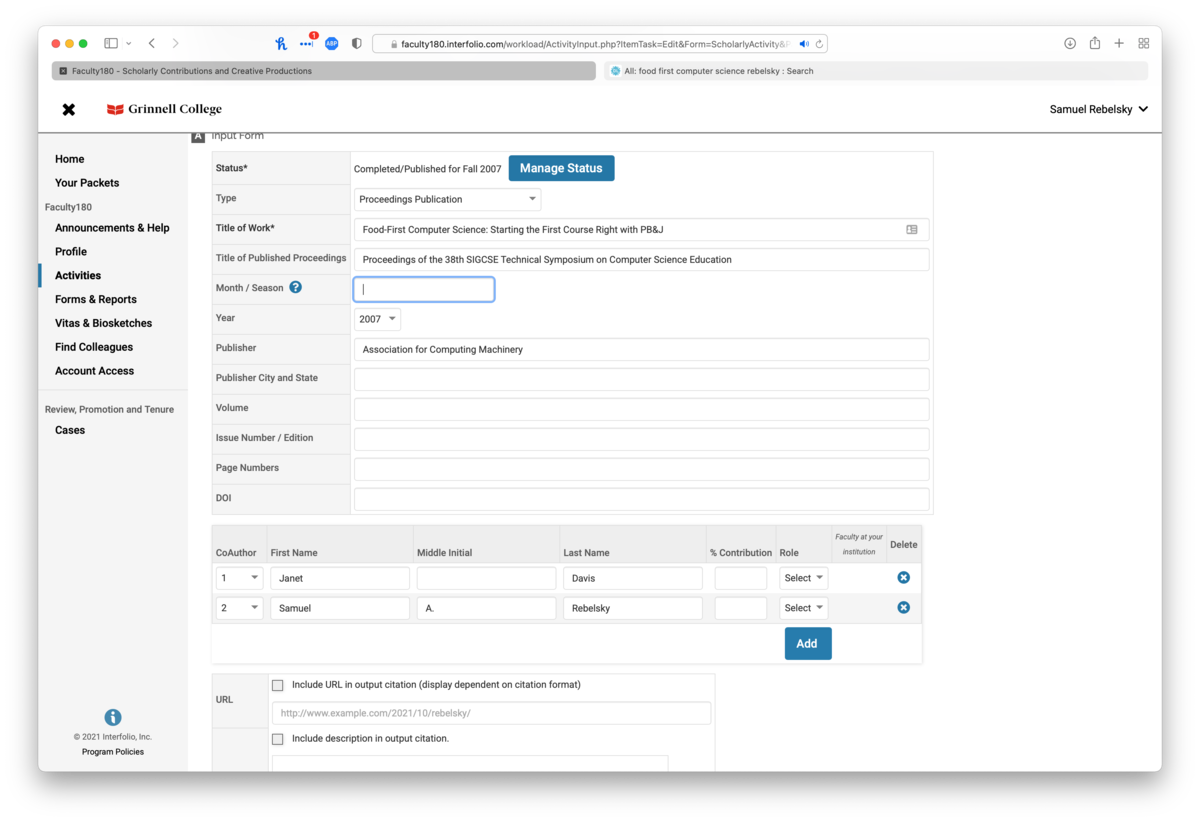 1
ABP
faculty180.interfolio.com/workload/ActivityInput.php?ItemTask=Edit&Form=ScholarlyActivity&
Faculty180 - Scholarly Contributions and Creative Productions
All: food first computer science rebelsky : Search
Grinnell College
Samuel Rebelsky
Home
Your Packets
Faculty180
Announcements & Help
Profile
Activities
Forms & Reports
Vitas & Biosketches
Find Colleagues
Account Access
Review, Promotion and Tenure
Cases
© 2021 Interfolio, Inc.
Program Policies
A Input Form
Status* Completed/Published for Fall 2007 Manage Status
Type Proceedings Publication
Title of Work* Food-First Computer Science: Starting the First Course Right with PB&J
Title of Published Proceedings Proceedings of the 38th SIGCSE Technical Symposium on Computer Science Education
Month / Season ?
Year 2007
Publisher Association for Computing Machinery
Publisher City and State
Volume
Issue Number / Edition
Page Numbers
DOI
CoAuthor First Name Middle Initial Last Name % Contribution Role Faculty at your institution Delete
1 Janet Davis Select
2 Samuel A. Rebelsky Select
Add
URL
Include URL in output citation (display dependent on citation format)
http://www.example.com/2021/10/rebelsky/
Include description in output citation.